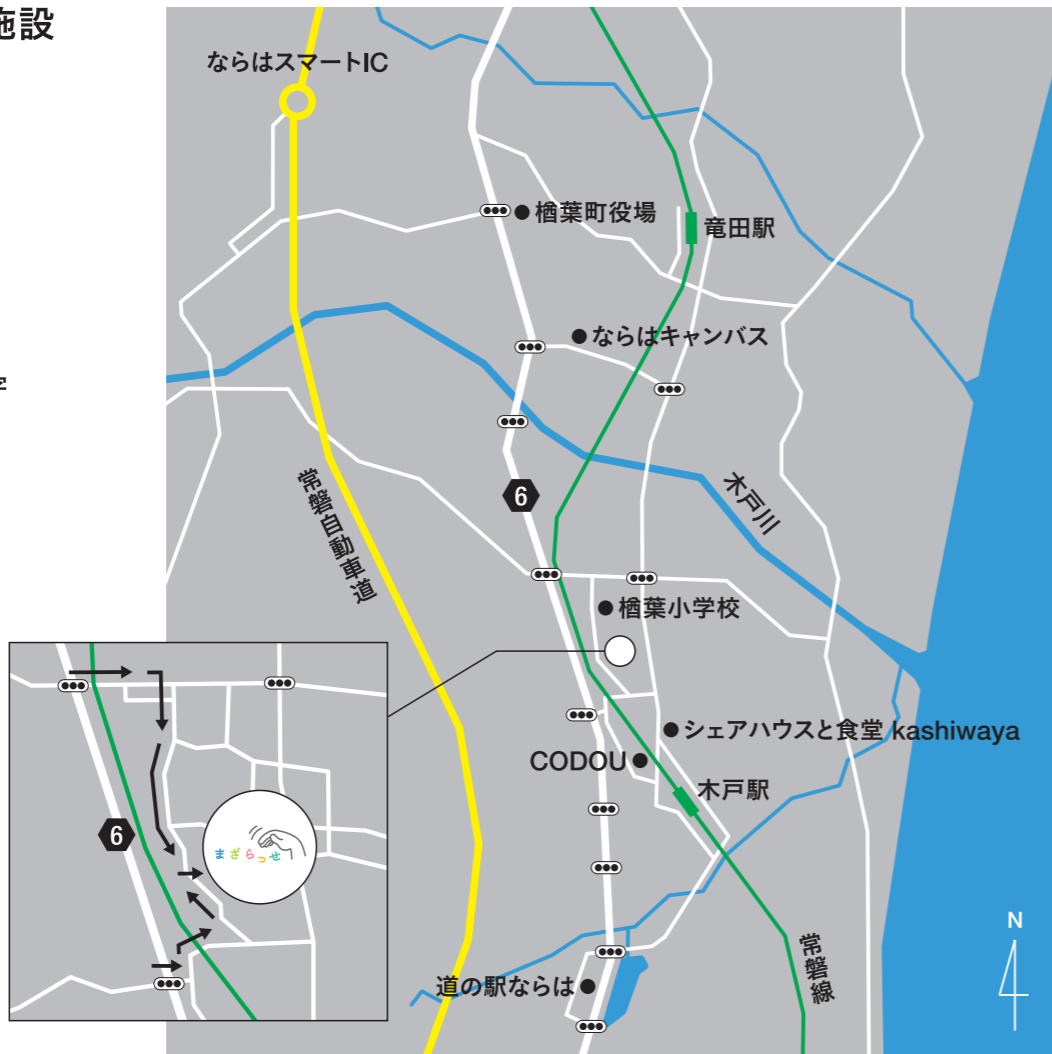 施設
ならはスマートIC
楢葉町役場
竜田駅
ならはキャンバス
常磐自動車道
6
木戸川
楢葉小学校
シェアハウスと食堂 kashiwaya
CODOU
木戸駅
6
まざらっせ
常磐線
道の駅ならは
N